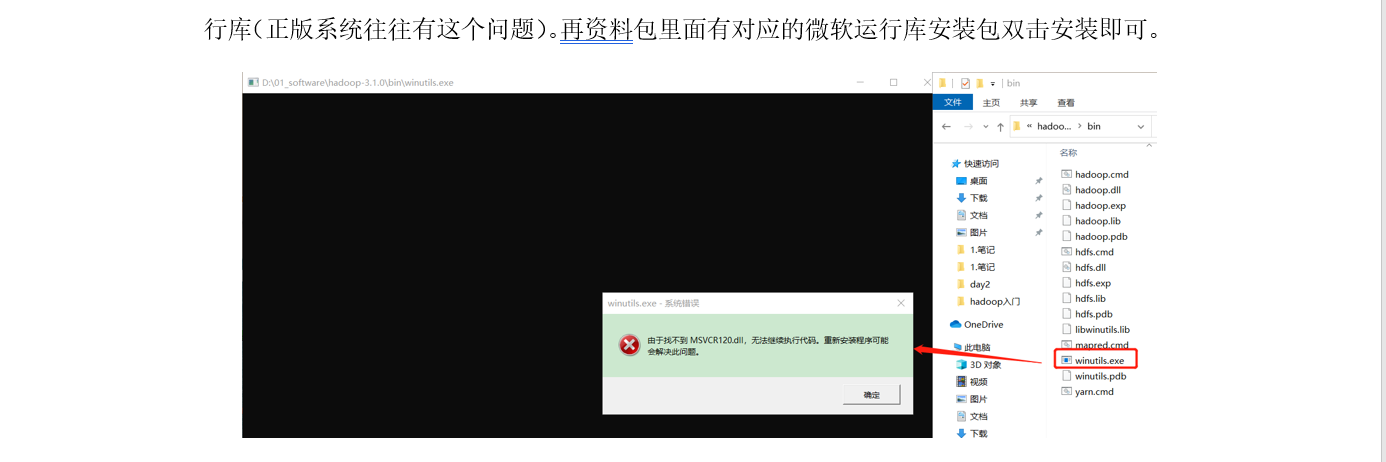 行库（正版系统往往有这个问题）。再资料包里面有对应的微软运行库安装包双击安装即可。
D:\01_software\hadoop-3.1.0\bin\winutils.exe
winutils.exe - 系统错误
由于找不到 MSVCR120.dll，无法继续执行代码。重新安装程序可能
会解决此问题。
确定
bin
文件 主页 共享 查看
« hadoo... > bin
快速访问
桌面
下载
文档
图片
1.笔记
1.笔记
day2
hadoop入门
OneDrive
此电脑
3D 对象
视频
图片
文档
下载
名称
hadoop.cmd
hadoop.dll
hadoop.exp
hadoop.lib
hadoop.pdb
hdfs.cmd
hdfs.dll
hdfs.exp
hdfs.lib
hdfs.pdb
libwinutils.lib
mapred.cmd
winutils.exe
winutils.pdb
yarn.cmd